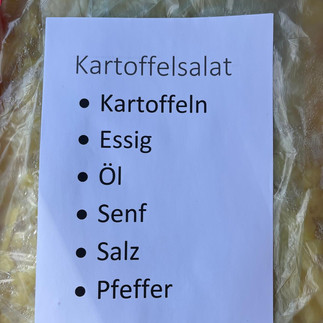 Kartoffelsalat
• Kartoffeln
• Essig
• Öl
• Senf
• Salz
• Pfeffer